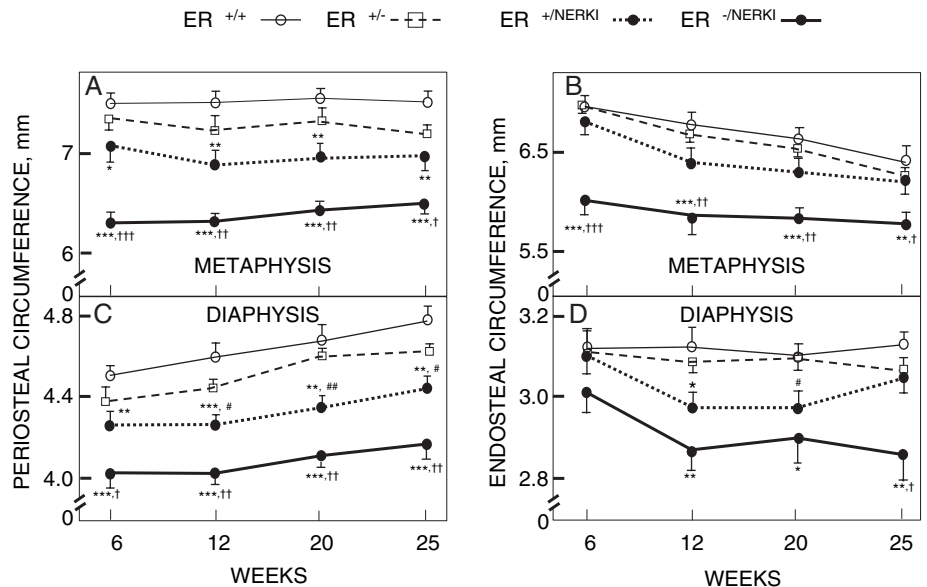 ER +/+ ER +/- ER +/NERKI ER -/NERKI
PERIOSTEAL CIRCUMFERENCE, mm
A
7
6
0
** **
* **
***,††† ***,†† ***,†† ***,†
METAPHYSIS
B
ENDOSTEAL CIRCUMFERENCE, mm
6.5
5.5
0
***,††† ***,†† ***,†† **,†
METAPHYSIS
C
DIAPHYSIS
4.8
4.4
4.0
0
** ***, # **, ## **, #
***,† ***,†† ***,†† ***,††
6 12 20 25
WEEKS
D
DIAPHYSIS
3.2
3.0
2.8
0
* #
** * **,†
6 12 20 25
WEEKS